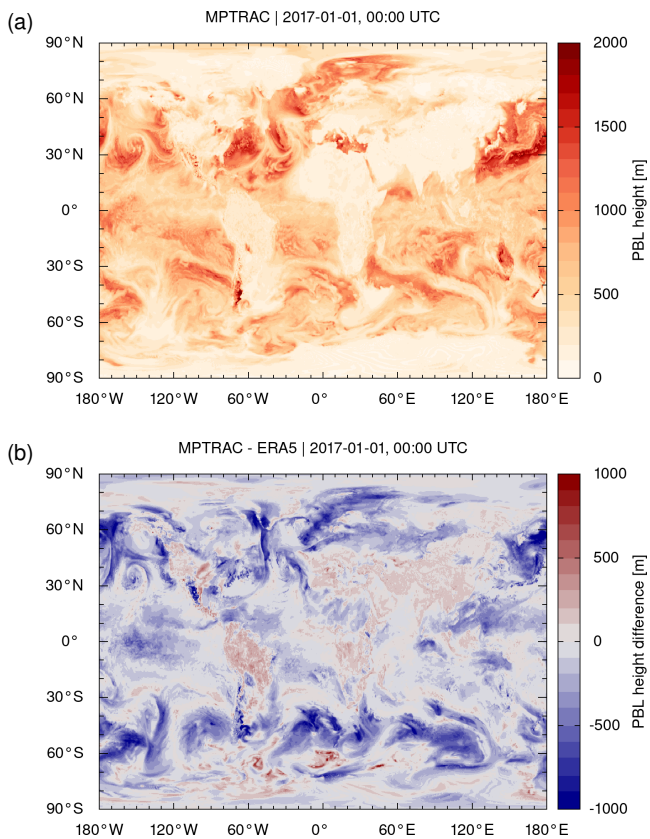 (a)
MPTRAC | 2017-01-01, 00:00 UTC
90°N
60°N
30°N
0°
30°S
60°S
90°S
180°W 120°W 60°W 0° 60°E 120°E 180°E
2000
1500
1000
500
0
PBL height [m]
(b)
MPTRAC - ERA5 | 2017-01-01, 00:00 UTC
90°N
60°N
30°N
0°
30°S
60°S
90°S
180°W 120°W 60°W 0° 60°E 120°E 180°E
1000
500
0
-500
-1000
PBL height difference [m]